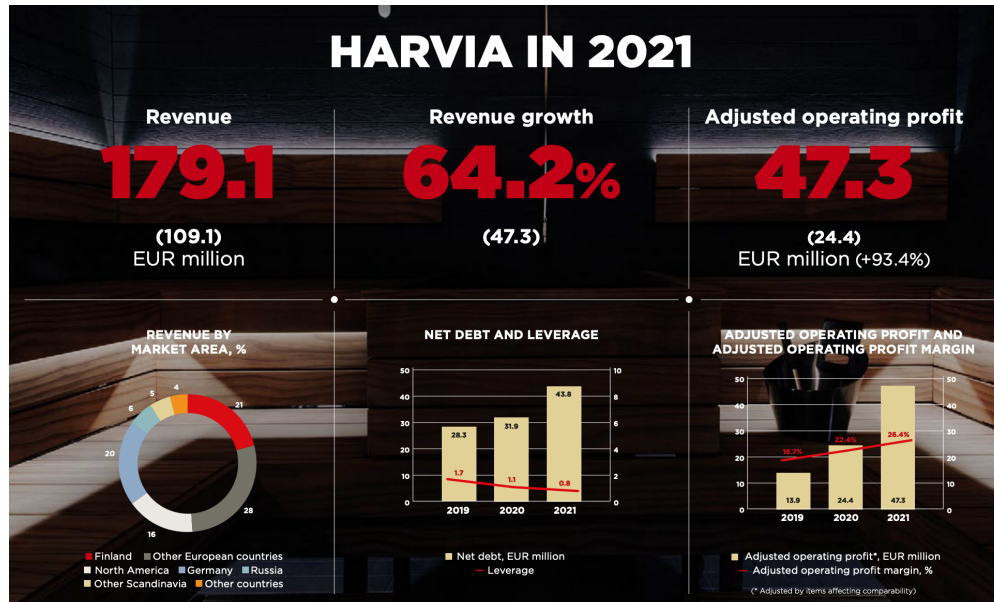 HARVIA IN 2021
Revenue
179.1
(109.1)
EUR million
Revenue growth
64.2%
(47.3)
Adjusted operating profit
47.3
(24.4)
EUR million (+93.4%)
REVENUE BY
MARKET AREA, %
4
5
6
21
20
28
16
Finland Other European countries
North America Germany Russia
Other Scandinavia Other countries
NET DEBT AND LEVERAGE
50 10
40 8
30 6
20 4
10 2
0 0
28.3 31.9 43.8
1.7 1.1 0.8
2019 2020 2021
Net debt, EUR million
Leverage
ADJUSTED OPERATING PROFIT AND
ADJUSTED OPERATING PROFIT MARGIN
50 50
40 40
30 30
20 20
10 10
0 0
18.7% 22.4% 26.4%
13.9 24.4 47.3
2019 2020 2021
Adjusted operating profit*, EUR million
Adjusted operating profit margin, %
(* Adjusted by items affecting comparability)